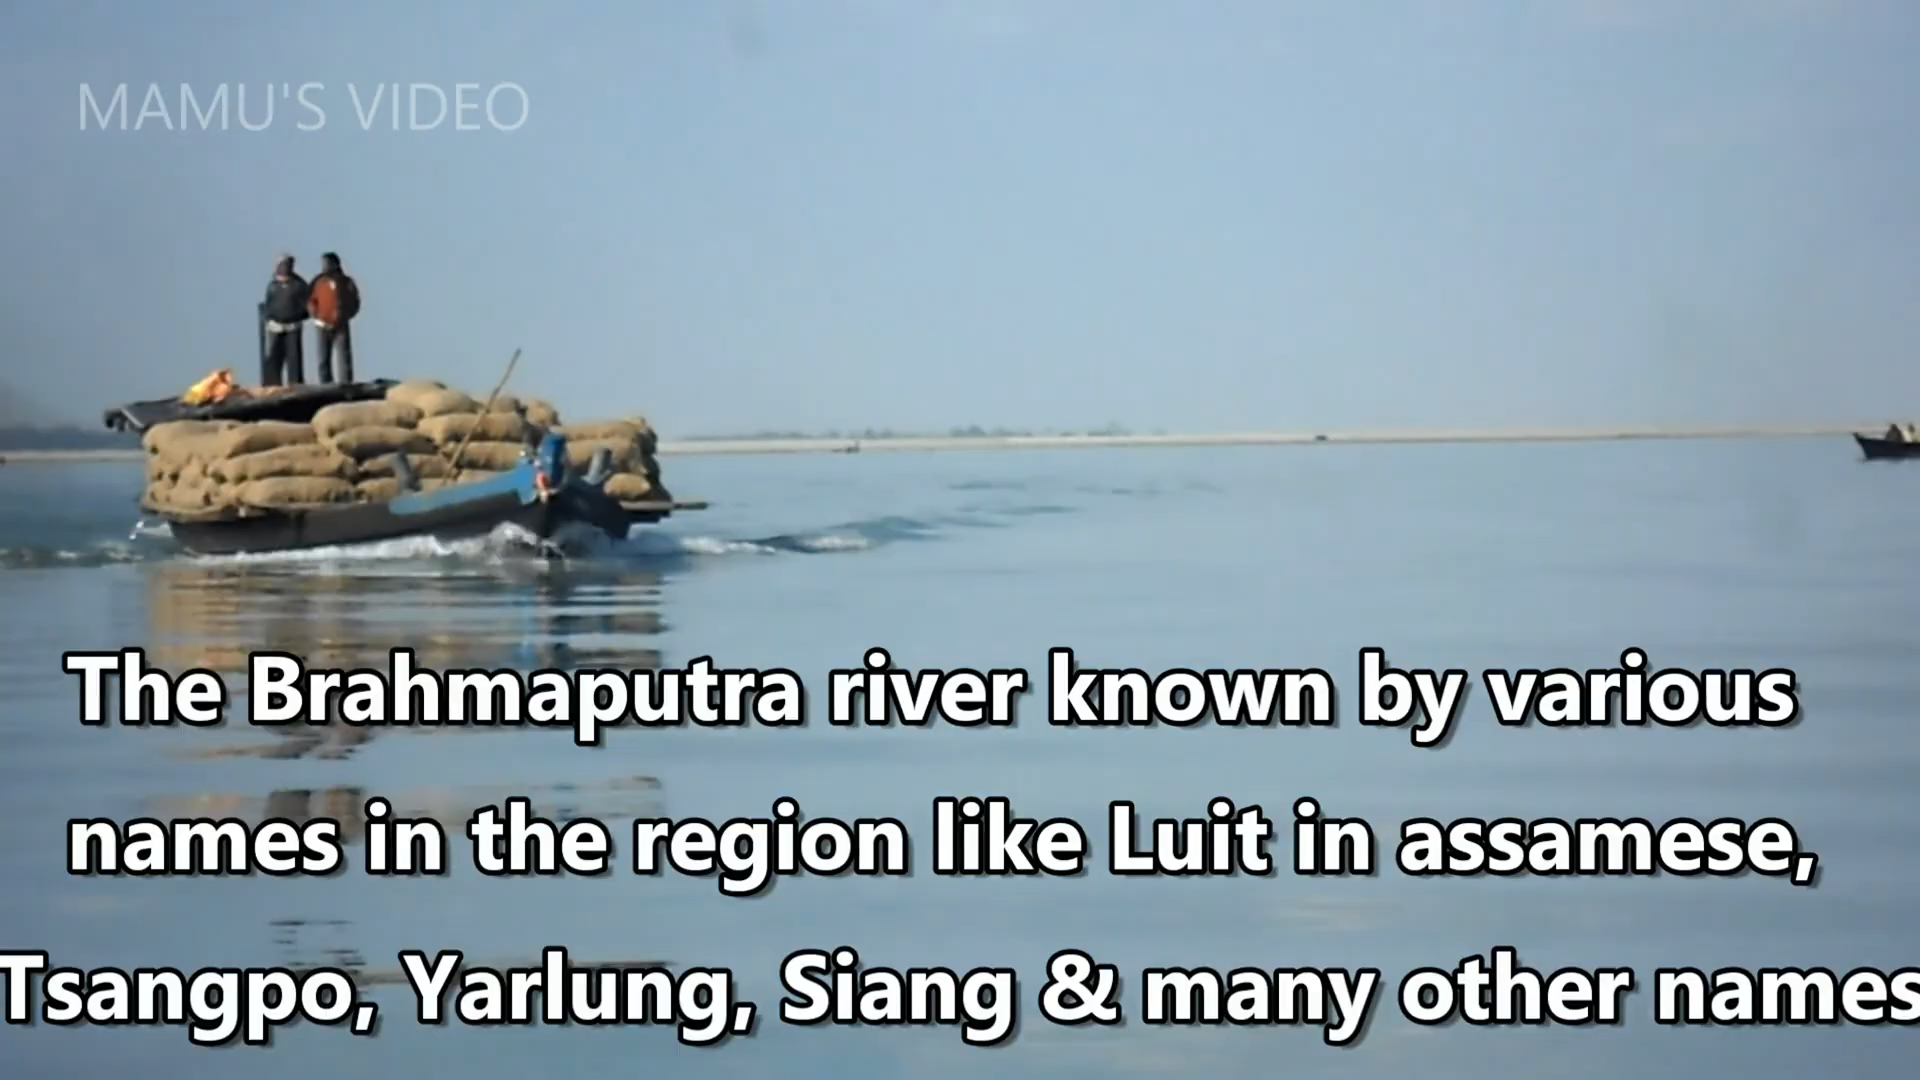 MAMU'S VIDEO
The Brahmaputra river known by various
names in the region like Luit in assamese,
Tsangpo, Yarlung, Siang & many other names